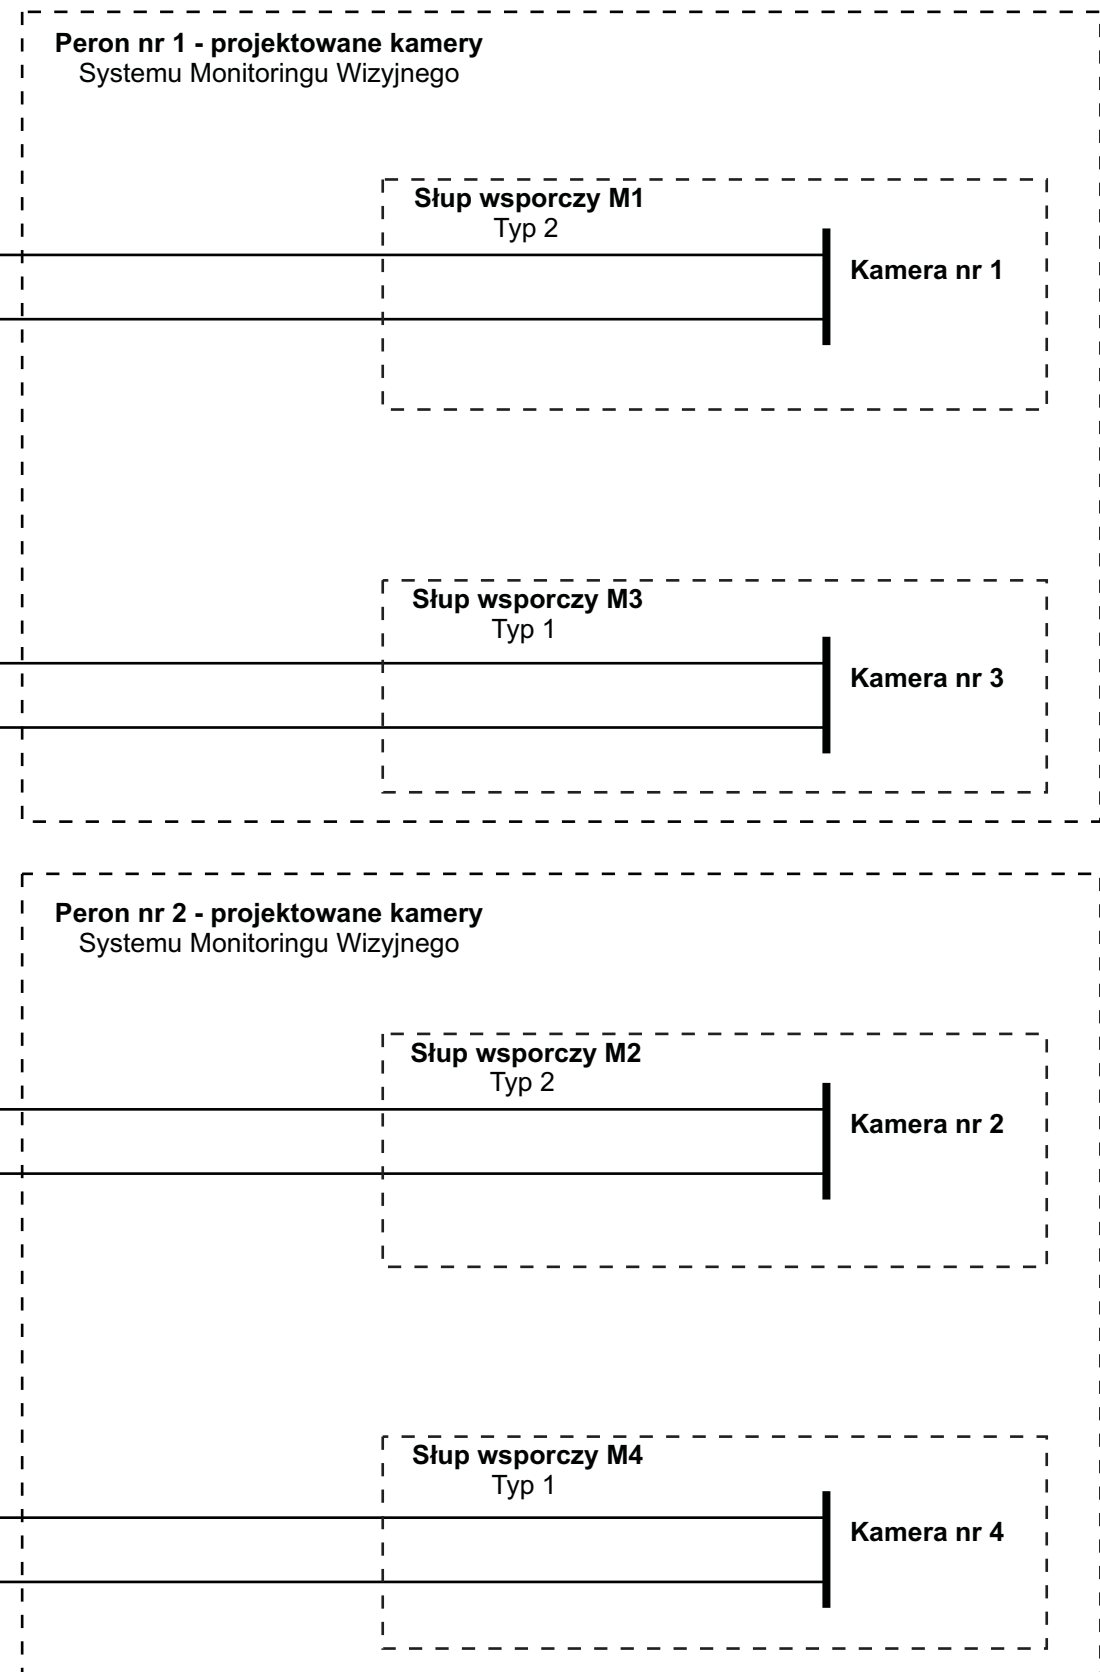 Peron nr 1 - projektowane kamery
Systemu Monitoringu Wizyjnego
Słup wsporczy M1
Typ 2
Kamera nr 1
Słup wsporczy M3
Typ 1
Kamera nr 3
Peron nr 2 - projektowane kamery
Systemu Monitoringu Wizyjnego
Słup wsporczy M2
Typ 2
Kamera nr 2
Słup wsporczy M4
Typ 1
Kamera nr 4